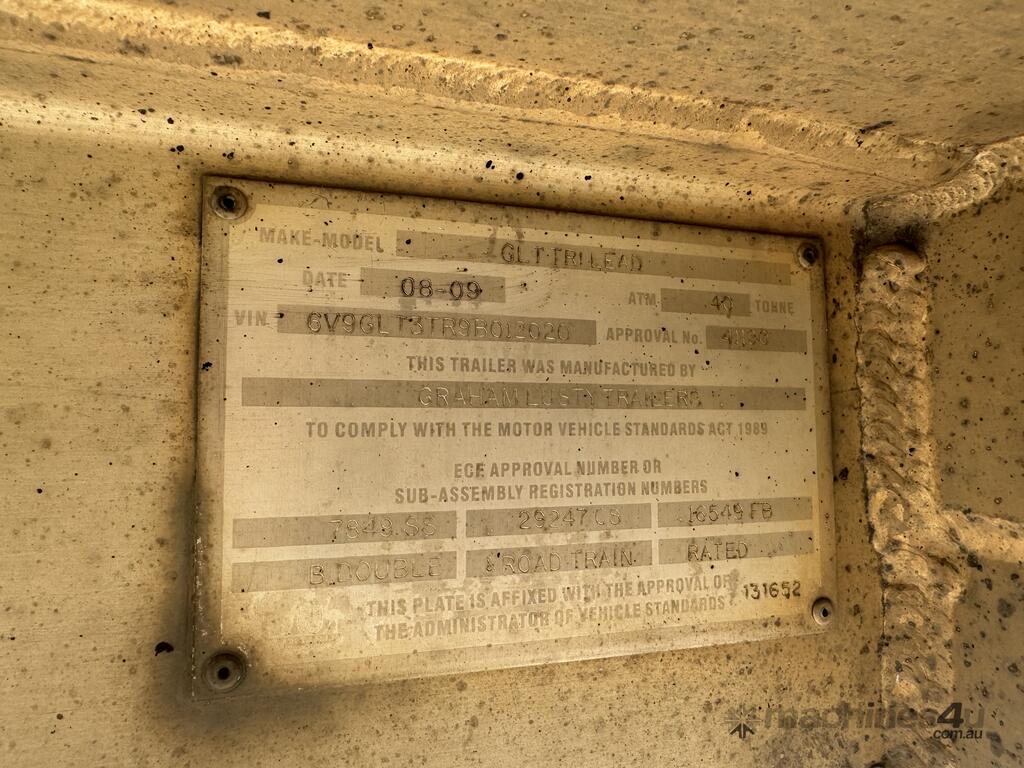 MAKE-MODEL GLT TRI LEAD
DATE 08-09
ATM 40 TONNE
VIN 6V9GLT3TR9B012020 APPROVAL No.
THIS TRAILER WAS MANUFACTURED BY
GRAHAM LUSTY TRAILERS
TO COMPLY WITH THE MOTOR VEHICLE STANDARDS ACT 1989
ECE APPROVAL NUMBER OR
SUB-ASSEMBLY REGISTRATION NUMBERS
7849.SS 29247CB 16549 FB
B.DOUBLE & ROAD TRAIN RATED
THIS PLATE IS AFFIXED WITH THE APPROVAL OF 131652
THE ADMINISTRATOR OF VEHICLE STANDARDS
machines4u
.com.au